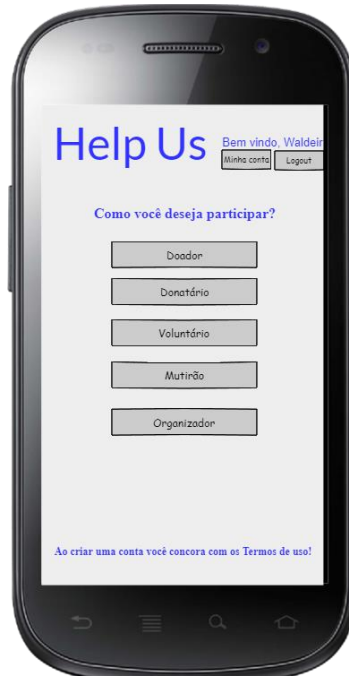 Help Us
Bem vindo, Waldeir
Minha conta Logout
Como você deseja participar?
Doador
Donatário
Voluntário
Mutirão
Organizador
Ao criar uma conta você concora com os Termos de uso!